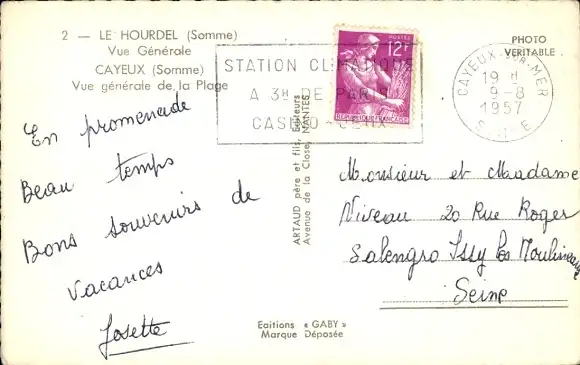 2 — LE HOURDEL (Somme)
Vue Générale
CAYEUX (Somme)
Vue générale de la Plage
En promenade
Beau temps
Bons souvenirs de
vacances
Josette
ARTAUD père et fils, Editeurs
Avenue de la Close, NANTES
Editions « GABY »
Marque Déposée
STATION CLIMATIQUE
A 3H DE PARIS
CASINO - JEUX
POSTES
12F
REPUBLIQUE FRANÇAISE
PHOTO
VERITABLE
CAYEUX-SUR-MER
19 H
9-8
1957
SOMME
Monsieur et Madame
Niveau 20 Rue Roger
Salengro Issy les Moulineaux
Seine